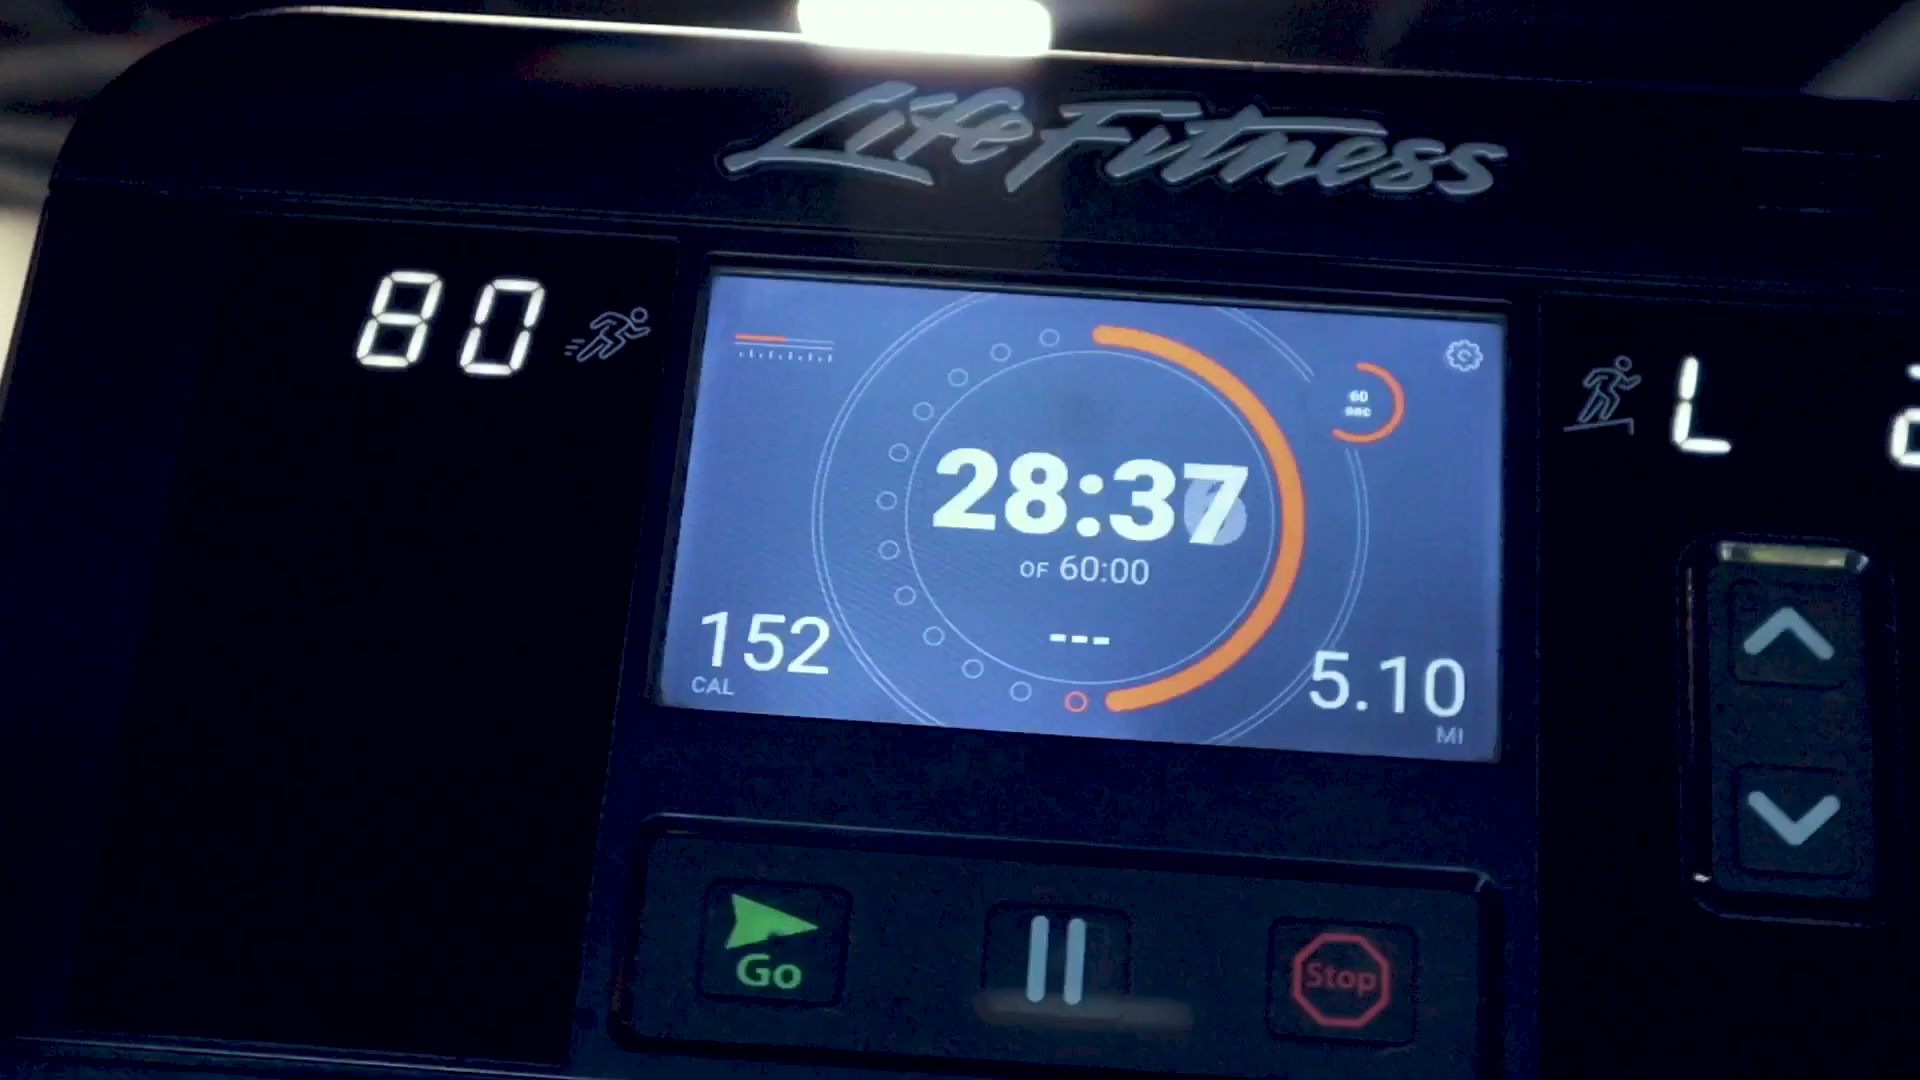 LifeFitness
80
60
sec
28:37
OF 60:00
---
152
CAL
5.10
MI
L
Go
Stop